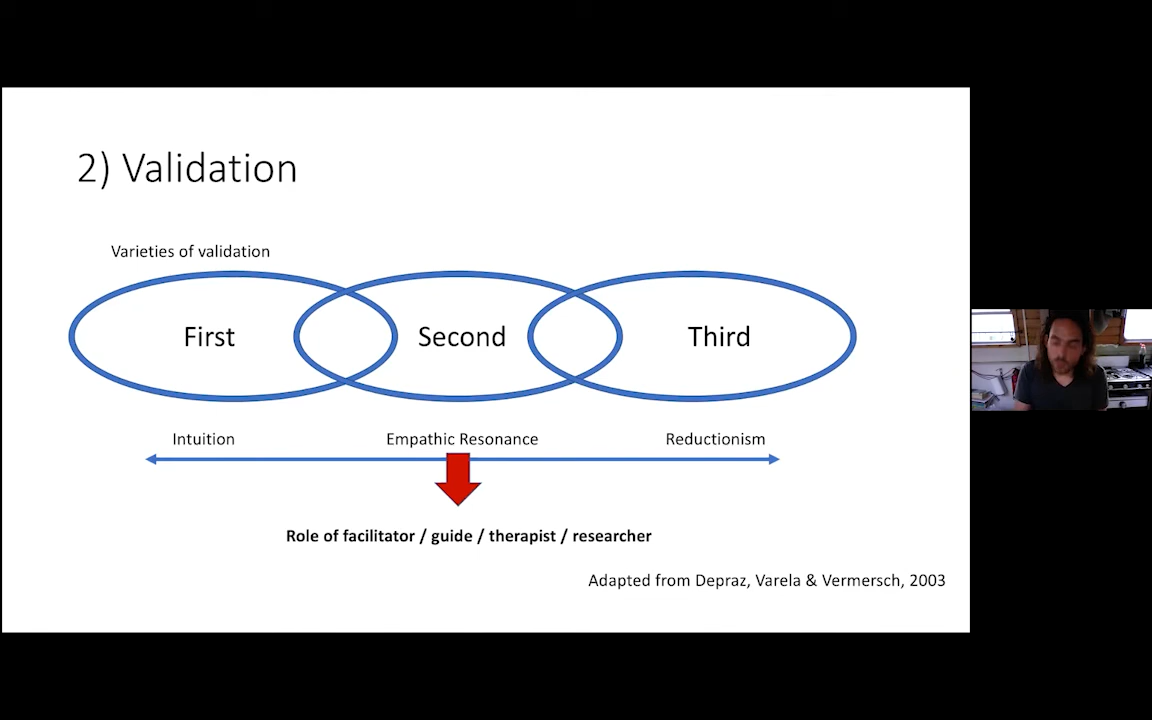 2) Validation
Varieties of validation
First
Second
Third
Intuition
Empathic Resonance
Reductionism
Role of facilitator / guide / therapist / researcher
Adapted from Depraz, Varela & Vermersch, 2003